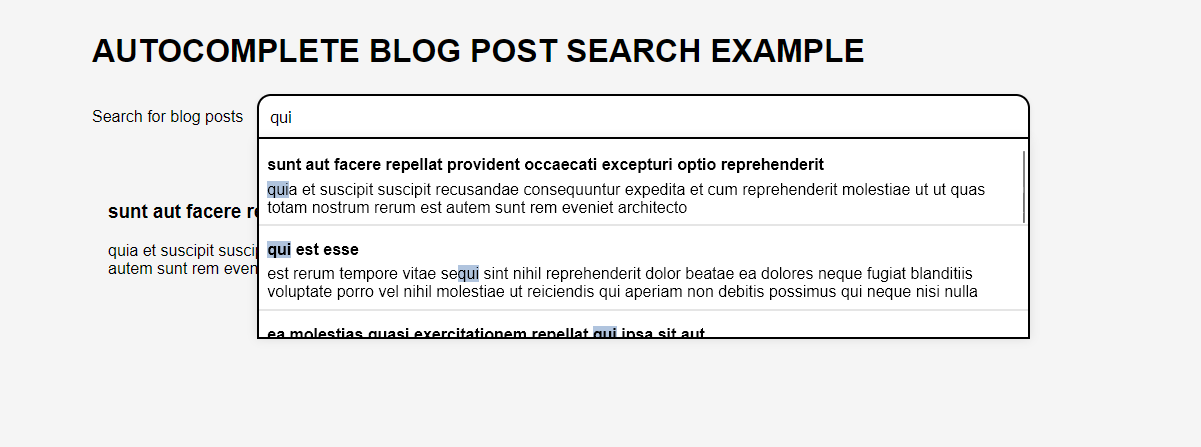 AUTOCOMPLETE BLOG POST SEARCH EXAMPLE
Search for blog posts
qui
sunt aut facere repellat provident occaecati excepturi optio reprehenderit
quia et suscipit suscipit recusandae consequuntur expedita et cum reprehenderit molestiae ut ut quas
totam nostrum rerum est autem sunt rem eveniet architecto
qui est esse
est rerum tempore vitae sequi sint nihil reprehenderit dolor beatae ea dolores neque fugiat blanditiis
voluptate porro vel nihil molestiae ut reiciendis qui aperiam non debitis possimus qui neque nisi nulla
ea molestias quasi exercitationem repellat qui ipsa sit aut
sunt aut facere
quia et suscipit
autem sunt rem